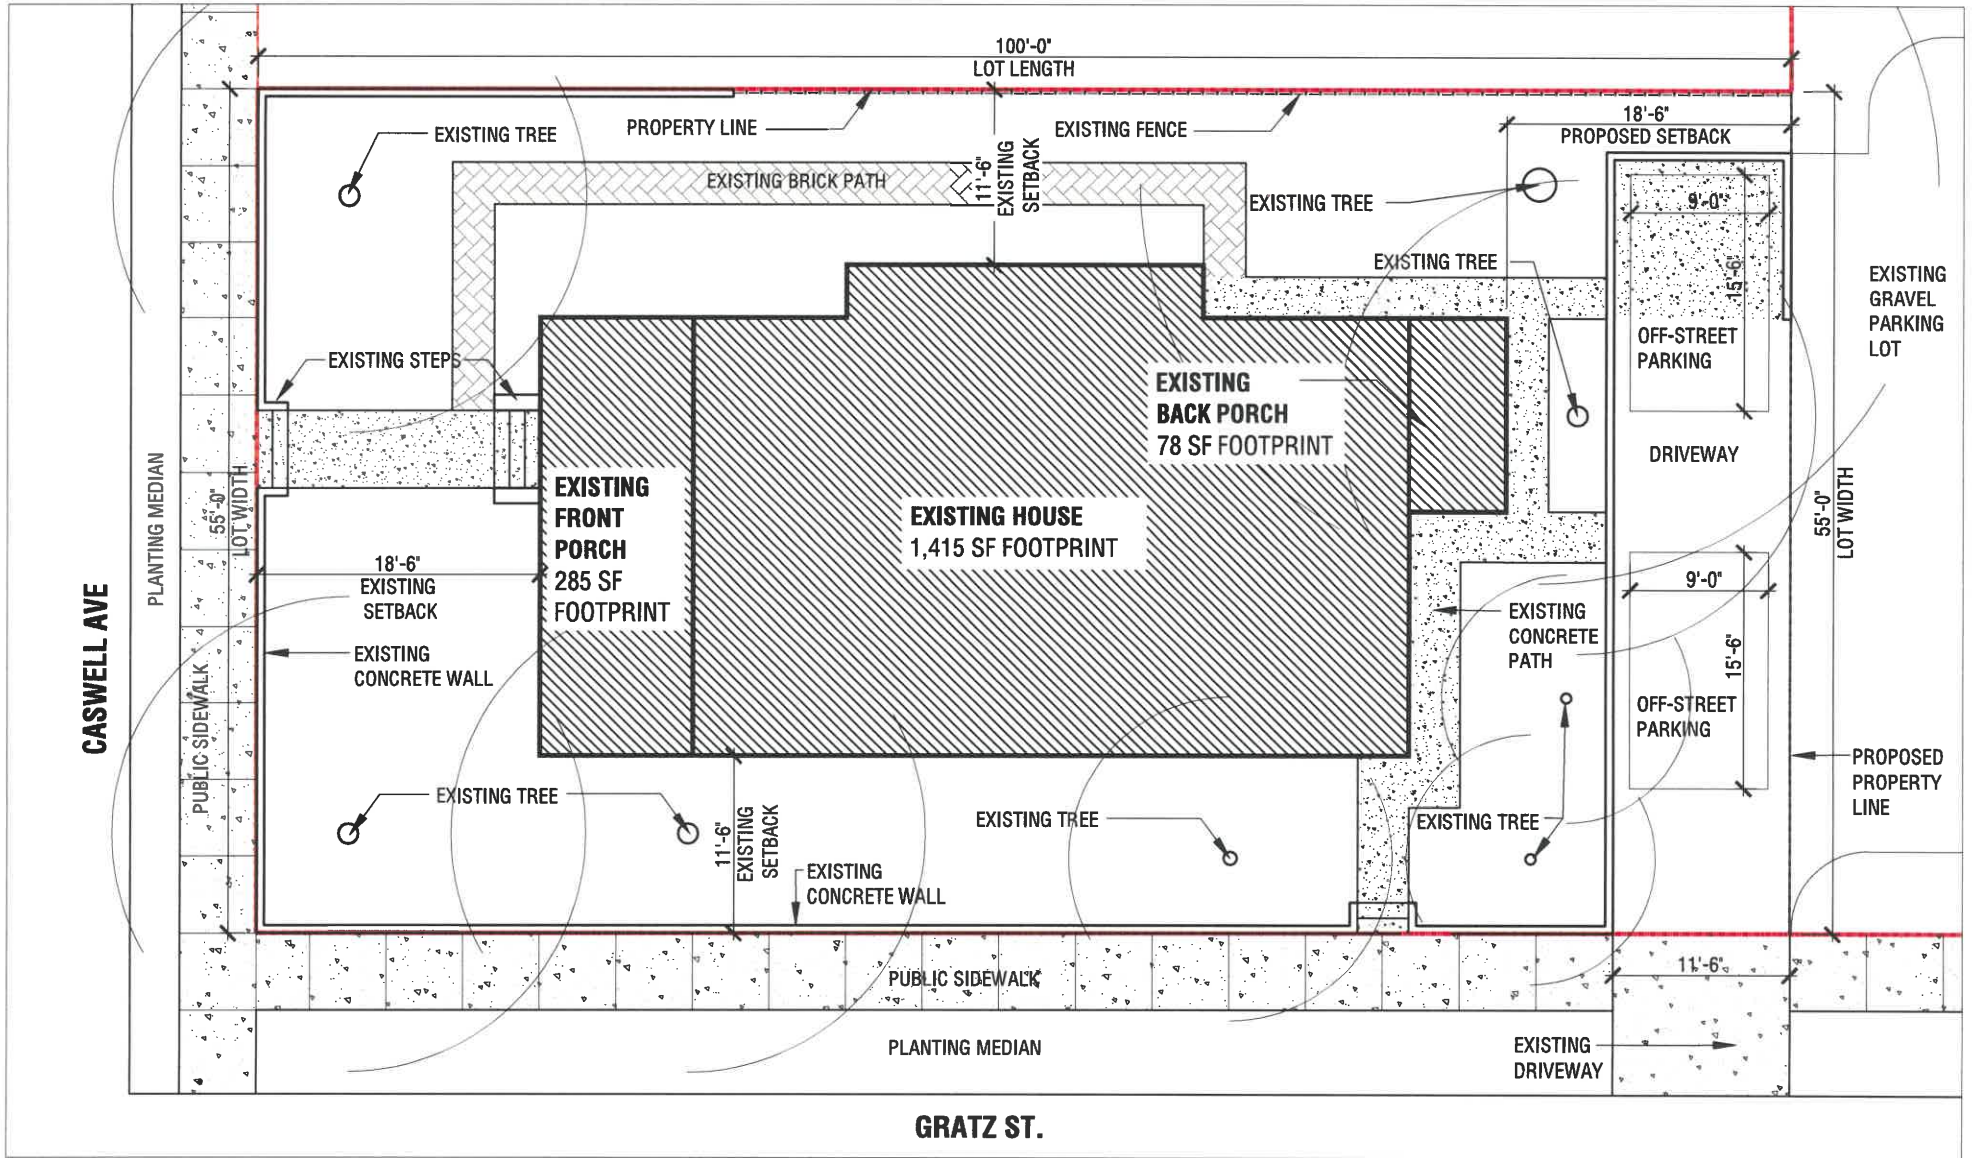 100'-0"
LOT LENGTH
18'-6"
PROPOSED SETBACK
EXISTING TREE
PROPERTY LINE
EXISTING FENCE
11'-6"
EXISTING
SETBACK
EXISTING BRICK PATH
EXISTING TREE
9'-0"
EXISTING TREE
15'-6"
EXISTING
GRAVEL
PARKING
LOT
OFF-STREET
PARKING
EXISTING STEPS
EXISTING
BACK PORCH
78 SF FOOTPRINT
DRIVEWAY
PLANTING MEDIAN
55'-0"
LOT WIDTH
EXISTING
FRONT
PORCH
285 SF
FOOTPRINT
EXISTING HOUSE
1,415 SF FOOTPRINT
55'-0"
LOT WIDTH
18'-6"
EXISTING
SETBACK
9'-0"
CASWELL AVE
PUBLIC SIDEWALK
EXISTING
CONCRETE WALL
EXISTING
CONCRETE
PATH
15'-6"
OFF-STREET
PARKING
PROPOSED
PROPERTY
LINE
EXISTING TREE
11'-6"
EXISTING
SETBACK
EXISTING TREE
EXISTING TREE
EXISTING
CONCRETE WALL
PUBLIC SIDEWALK
11'-6"
PLANTING MEDIAN
EXISTING
DRIVEWAY
GRATZ ST.